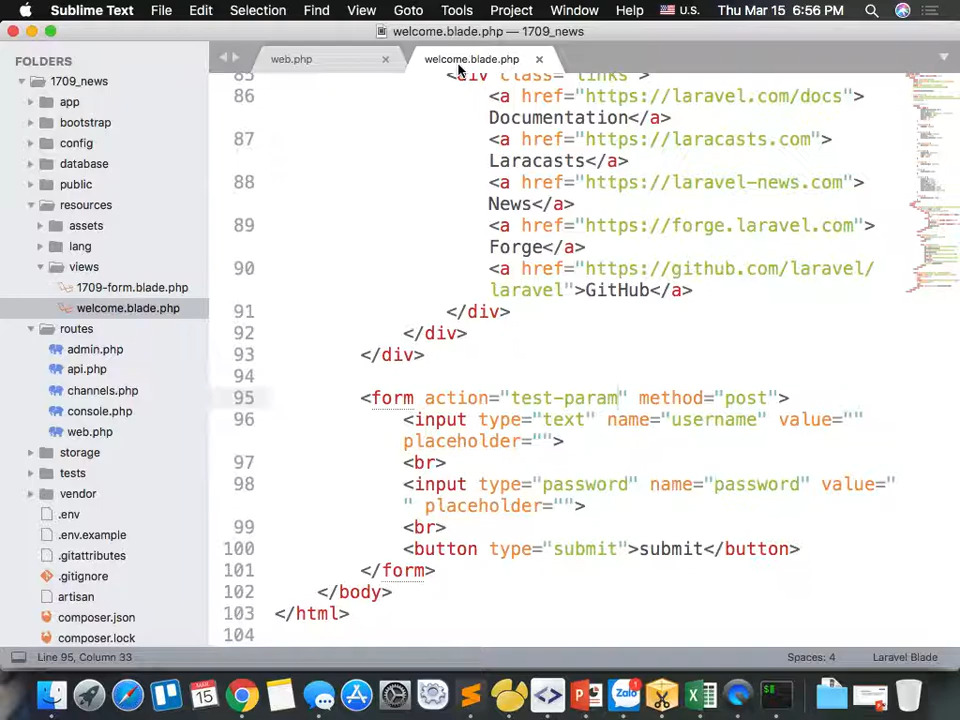 Sublime Text File Edit Selection Find View Goto Tools Project Window Help U.S. Thu Mar 15 6:56 PM
welcome.blade.php — 1709_news
FOLDERS
web.php
welcome.blade.php
1709_news
app
bootstrap
config
database
public
resources
assets
lang
views
1709-form.blade.php
welcome.blade.php
routes
admin.php
api.php
channels.php
console.php
web.php
storage
tests
vendor
.env
.env.example
.gitattributes
.gitignore
artisan
composer.json
composer.lock
85 <div class="links">
86 <a href="https://laravel.com/docs">
Documentation</a>
87 <a href="https://laracasts.com">
Laracasts</a>
88 <a href="https://laravel-news.com">
News</a>
89 <a href="https://forge.laravel.com">
Forge</a>
90 <a href="https://github.com/laravel/
laravel">GitHub</a>
91 </div>
92 </div>
93 </div>
94
95 <form action="test-param" method="post">
96 <input type="text" name="username" value=""
placeholder="">
97 <br>
98 <input type="password" name="password" value="
" placeholder="">
99 <br>
100 <button type="submit">submit</button>
101 </form>
102 </body>
103 </html>
104
Line 95, Column 33
Spaces: 4
Laravel Blade
15
Zalo
1